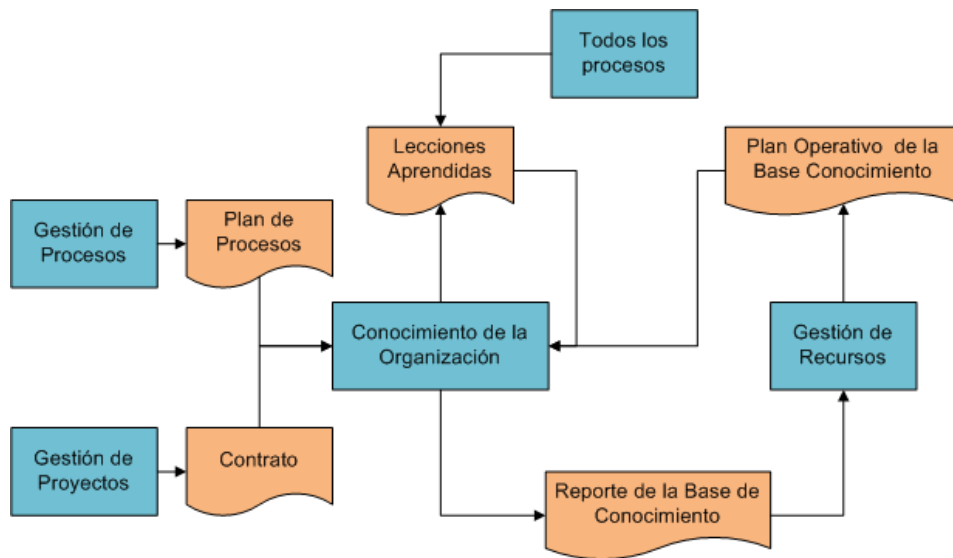 Todos los
procesos
Lecciones
Aprendidas
Plan Operativo de la
Base Conocimiento
Gestión de
Procesos
Plan de
Procesos
Conocimiento de la
Organización
Gestión de
Recursos
Gestión de
Proyectos
Contrato
Reporte de la Base de
Conocimiento